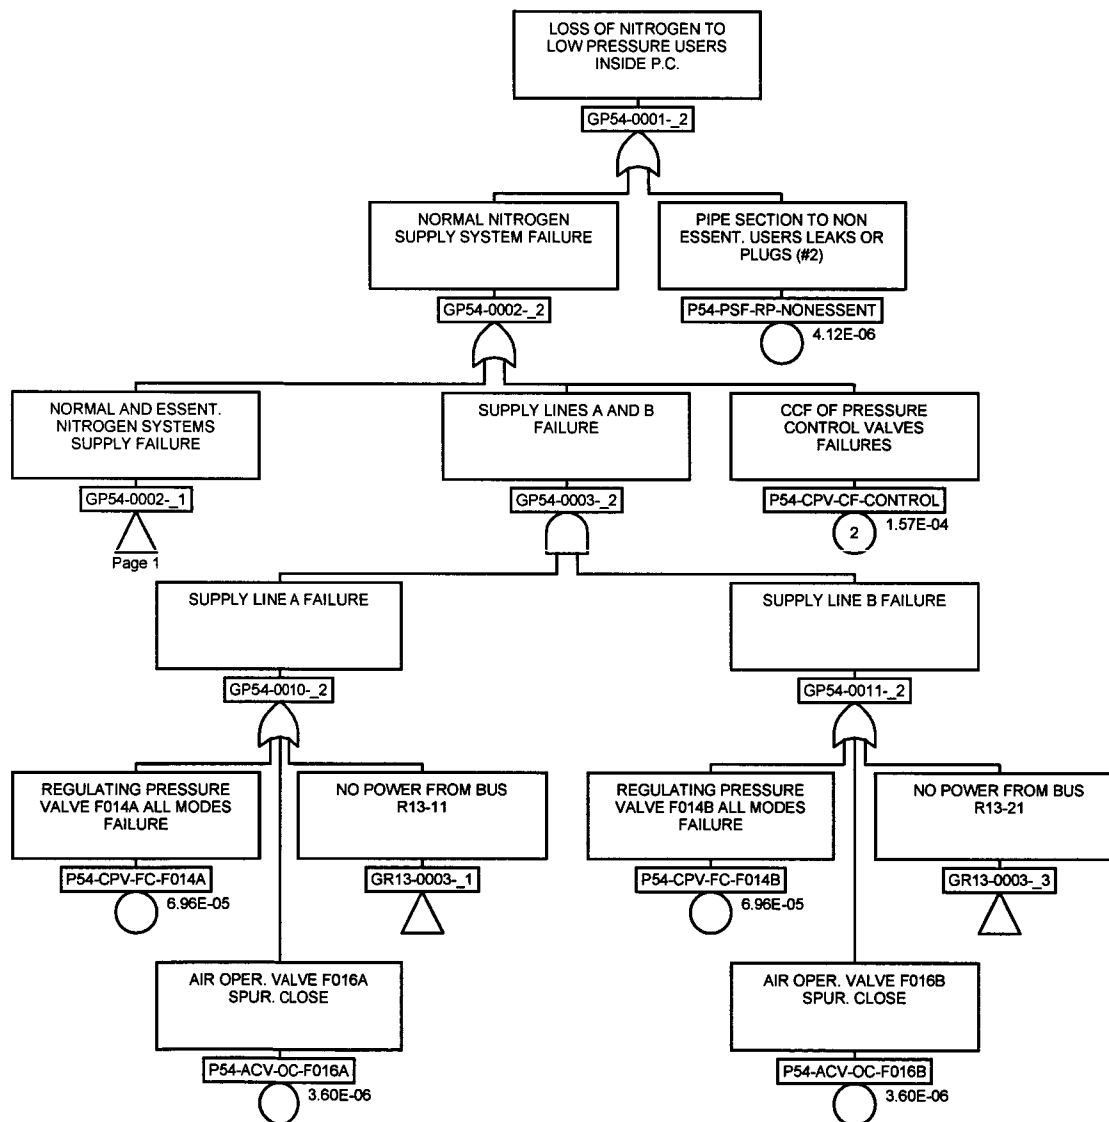 LOSS OF NITROGEN TO
LOW PRESSURE USERS
INSIDE P.C.
GP54-0001-_2
NORMAL NITROGEN
SUPPLY SYSTEM FAILURE
GP54-0002-_2
PIPE SECTION TO NON
ESSENT. USERS LEAKS OR
PLUGS (#2)
P54-PSF-RP-NONESSENT
4.12E-06
NORMAL AND ESSENT.
NITROGEN SYSTEMS
SUPPLY FAILURE
GP54-0002-_1
Page 1
SUPPLY LINES A AND B
FAILURE
GP54-0003-_2
CCF OF PRESSURE
CONTROL VALVES
FAILURES
P54-CPV-CF-CONTROL
2
1.57E-04
SUPPLY LINE A FAILURE
GP54-0010-_2
SUPPLY LINE B FAILURE
GP54-0011-_2
REGULATING PRESSURE
VALVE F014A ALL MODES
FAILURE
P54-CPV-FC-F014A
6.96E-05
NO POWER FROM BUS
R13-11
GR13-0003-_1
REGULATING PRESSURE
VALVE F014B ALL MODES
FAILURE
P54-CPV-FC-F014B
6.96E-05
NO POWER FROM BUS
R13-21
GR13-0003-_3
AIR OPER. VALVE F016A
SPUR. CLOSE
P54-ACV-OC-F016A
3.60E-06
AIR OPER. VALVE F016B
SPUR. CLOSE
P54-ACV-OC-F016B
3.60E-06